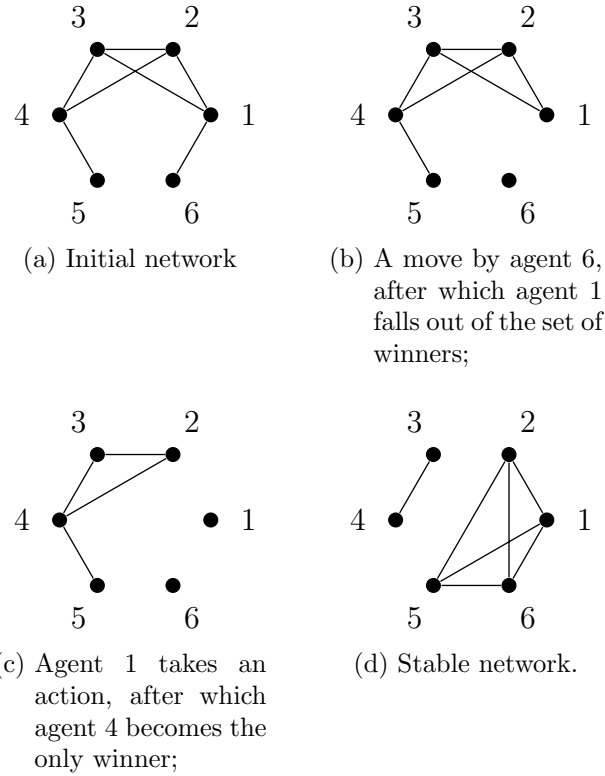 3 2
4 1
5 6
(a) Initial network
3 2
4 1
5 6
(b) A move by agent 6,
after which agent 1
falls out of the set of
winners;
3 2
4 1
5 6
c) Agent 1 takes an
action, after which
agent 4 becomes the
only winner;
3 2
4 1
5 6
(d) Stable network.